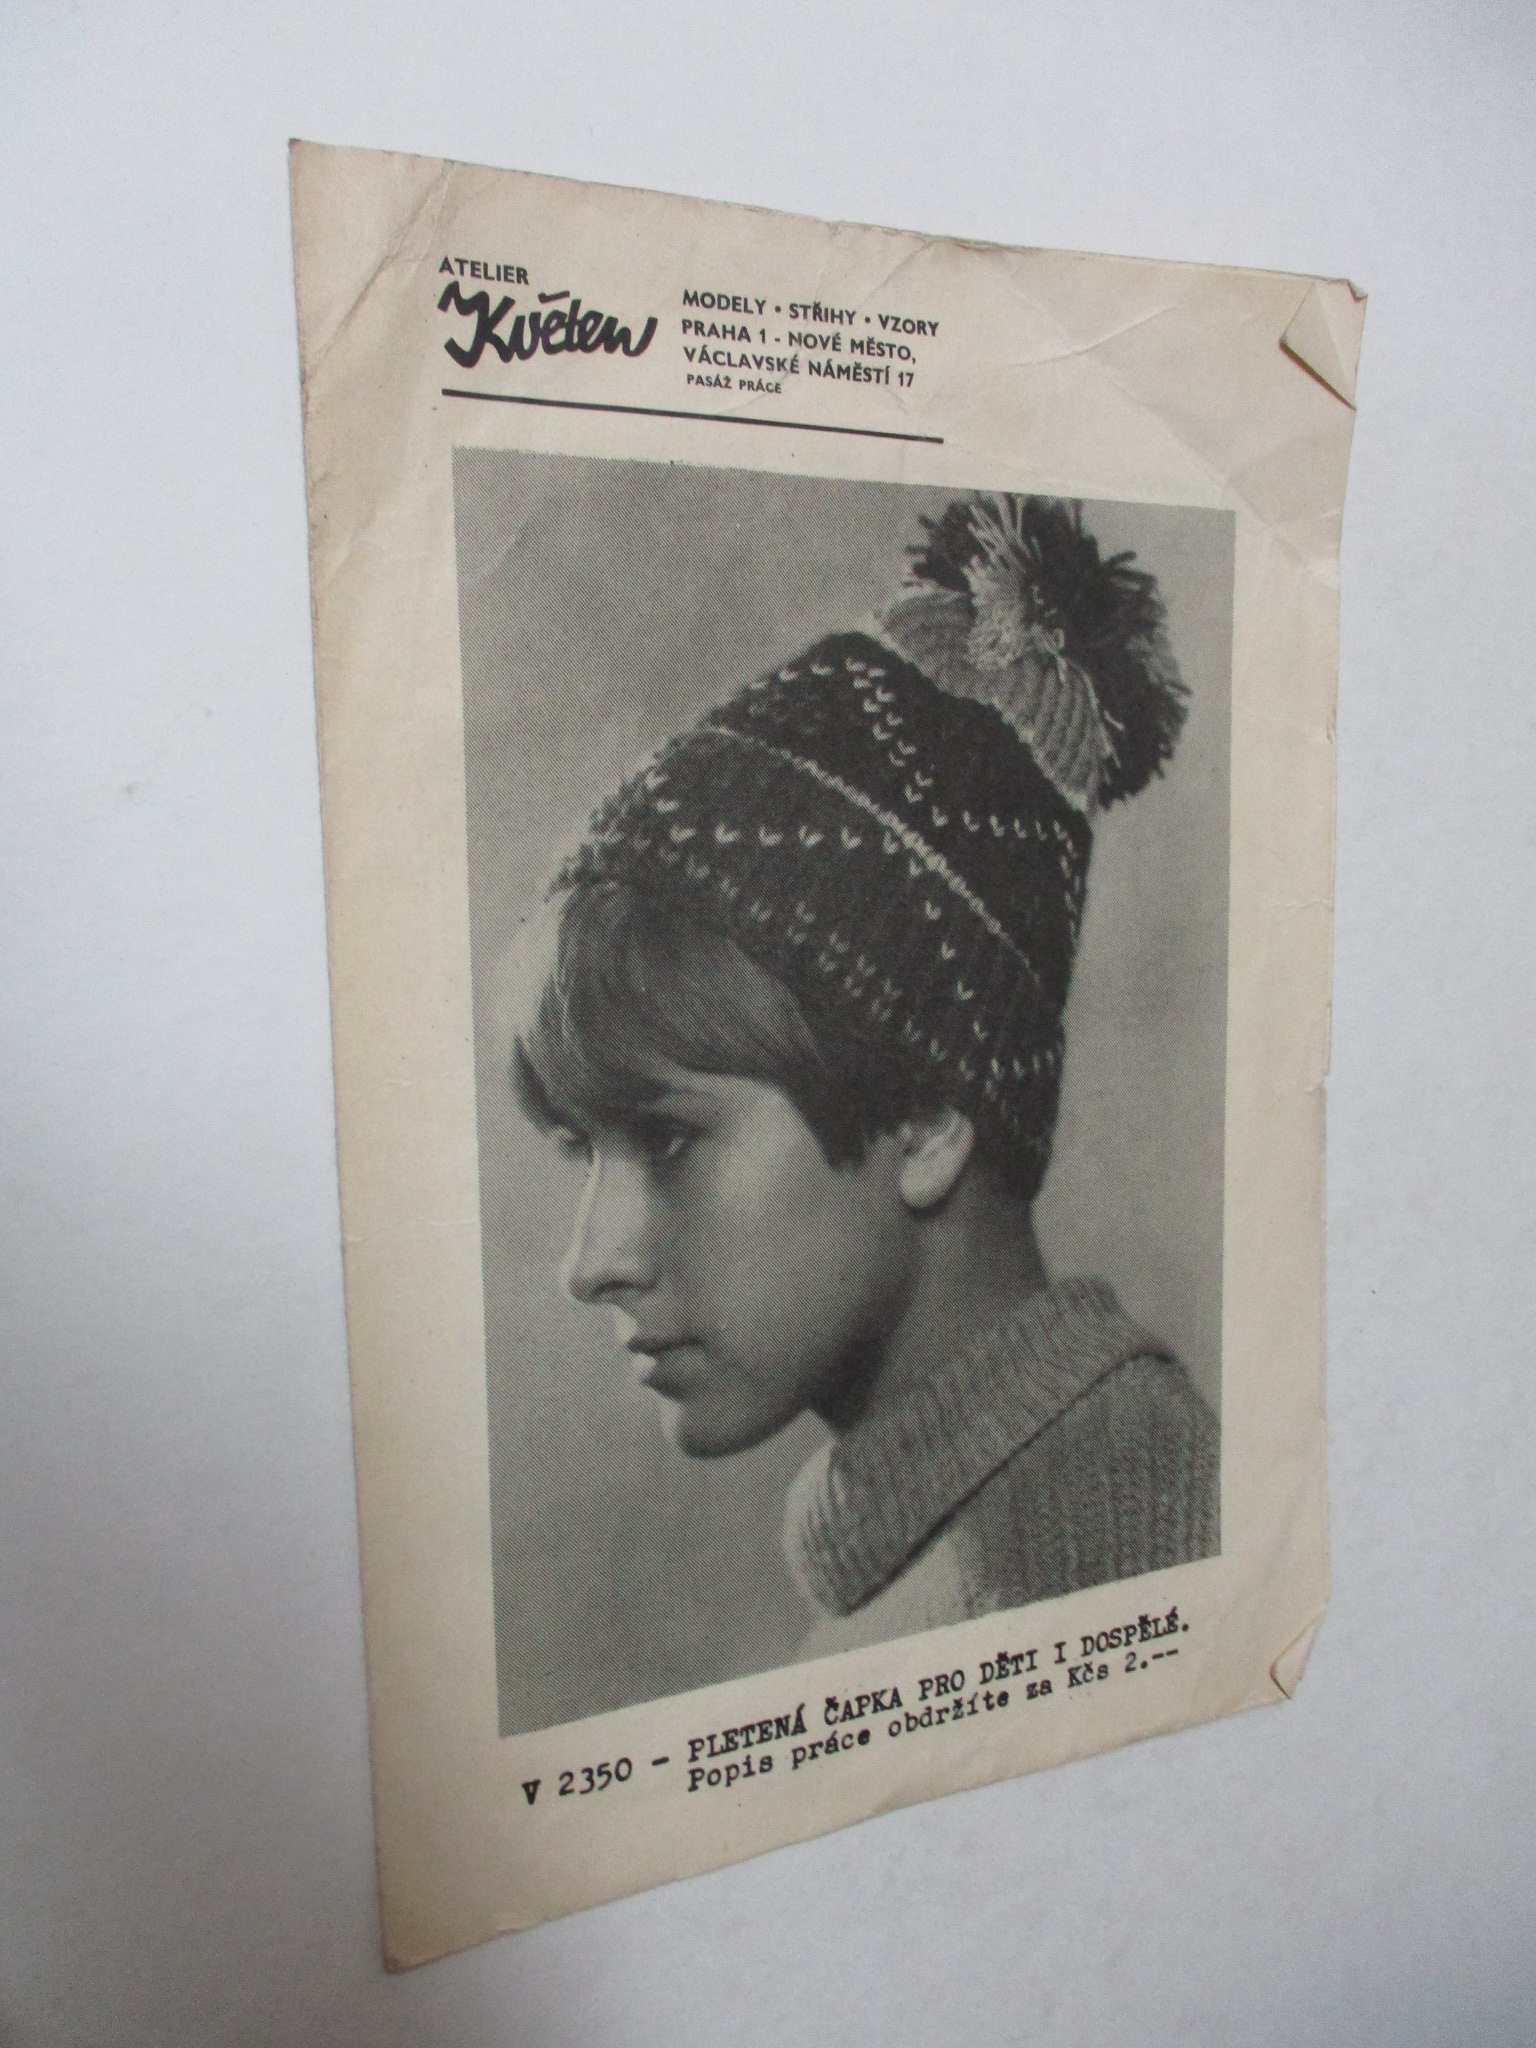 ATELIER
Květen
MODELY • STŘIHY • VZORY
PRAHA 1 - NOVÉ MĚSTO,
VÁCLAVSKÉ NÁMĚSTÍ 17
PASÁŽ PRÁCE
V 2350 - PLETENÁ ČAPKA PRO DĚTI I DOSPĚLÉ.
Popis práce obdržíte za Kčs 2.--